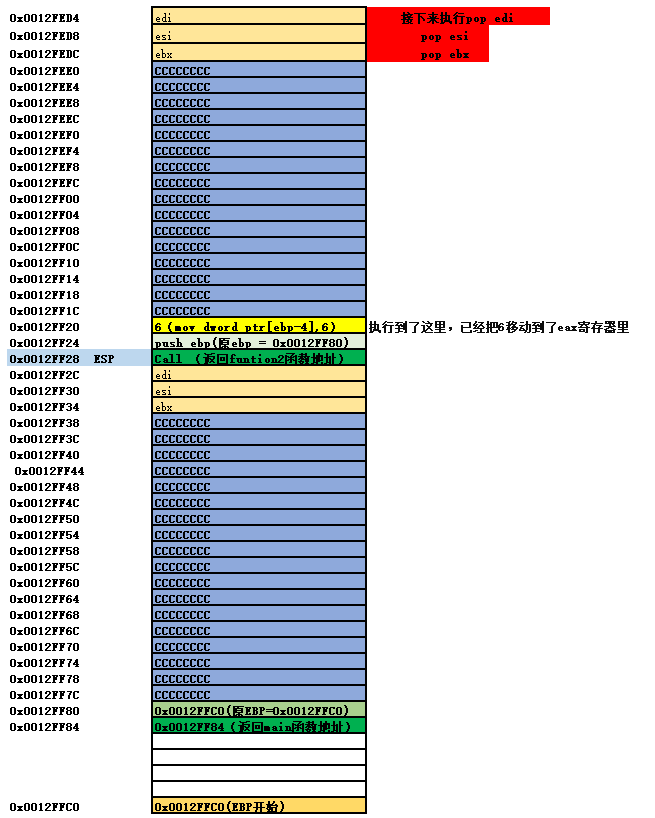 0x0012FED4 edi 接下来执行pop edi
0x0012FED8 esi pop esi
0x0012FEDC ebx pop ebx
0x0012FEE0 CCCCCCCC
0x0012FEE4 CCCCCCCC
0x0012FEE8 CCCCCCCC
0x0012FEEC CCCCCCCC
0x0012FEF0 CCCCCCCC
0x0012FEF4 CCCCCCCC
0x0012FEF8 CCCCCCCC
0x0012FEFC CCCCCCCC
0x0012FF00 CCCCCCCC
0x0012FF04 CCCCCCCC
0x0012FF08 CCCCCCCC
0x0012FF0C CCCCCCCC
0x0012FF10 CCCCCCCC
0x0012FF14 CCCCCCCC
0x0012FF18 CCCCCCCC
0x0012FF1C CCCCCCCC
0x0012FF20 6（mov dword ptr[ebp-4],6) 执行到了这里，已经把6移动到了eax寄存器里
0x0012FF24 push ebp(原ebp = 0x0012FF80)
0x0012FF28 ESP Call （返回funtion2函数地址）
0x0012FF2C edi
0x0012FF30 esi
0x0012FF34 ebx
0x0012FF38 CCCCCCCC
0x0012FF3C CCCCCCCC
0x0012FF40 CCCCCCCC
0x0012FF44 CCCCCCCC
0x0012FF48 CCCCCCCC
0x0012FF4C CCCCCCCC
0x0012FF50 CCCCCCCC
0x0012FF54 CCCCCCCC
0x0012FF58 CCCCCCCC
0x0012FF5C CCCCCCCC
0x0012FF60 CCCCCCCC
0x0012FF64 CCCCCCCC
0x0012FF68 CCCCCCCC
0x0012FF6C CCCCCCCC
0x0012FF70 CCCCCCCC
0x0012FF74 CCCCCCCC
0x0012FF78 CCCCCCCC
0x0012FF7C CCCCCCCC
0x0012FF80 0x0012FFC0(原EBP=0x0012FFC0)
0x0012FF84 0x0012FF84（返回main函数地址）
0x0012FFC0 0x0012FFC0(EBP开始)